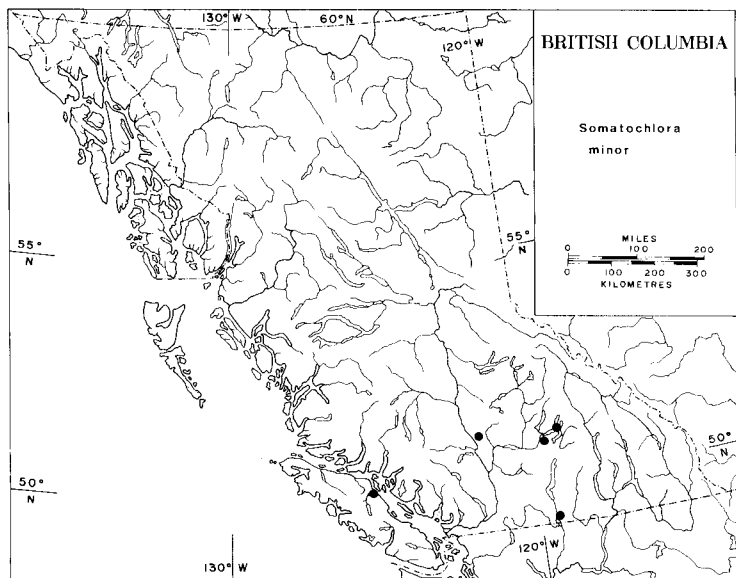 130° W
60° N
120° W
BRITISH COLUMBIA
Somatochlora
minor
MILES
0 100 200
0 100 200 300
KILOMETRES
55°
N
55°
N
50°
N
50°
N
130° W
120° W